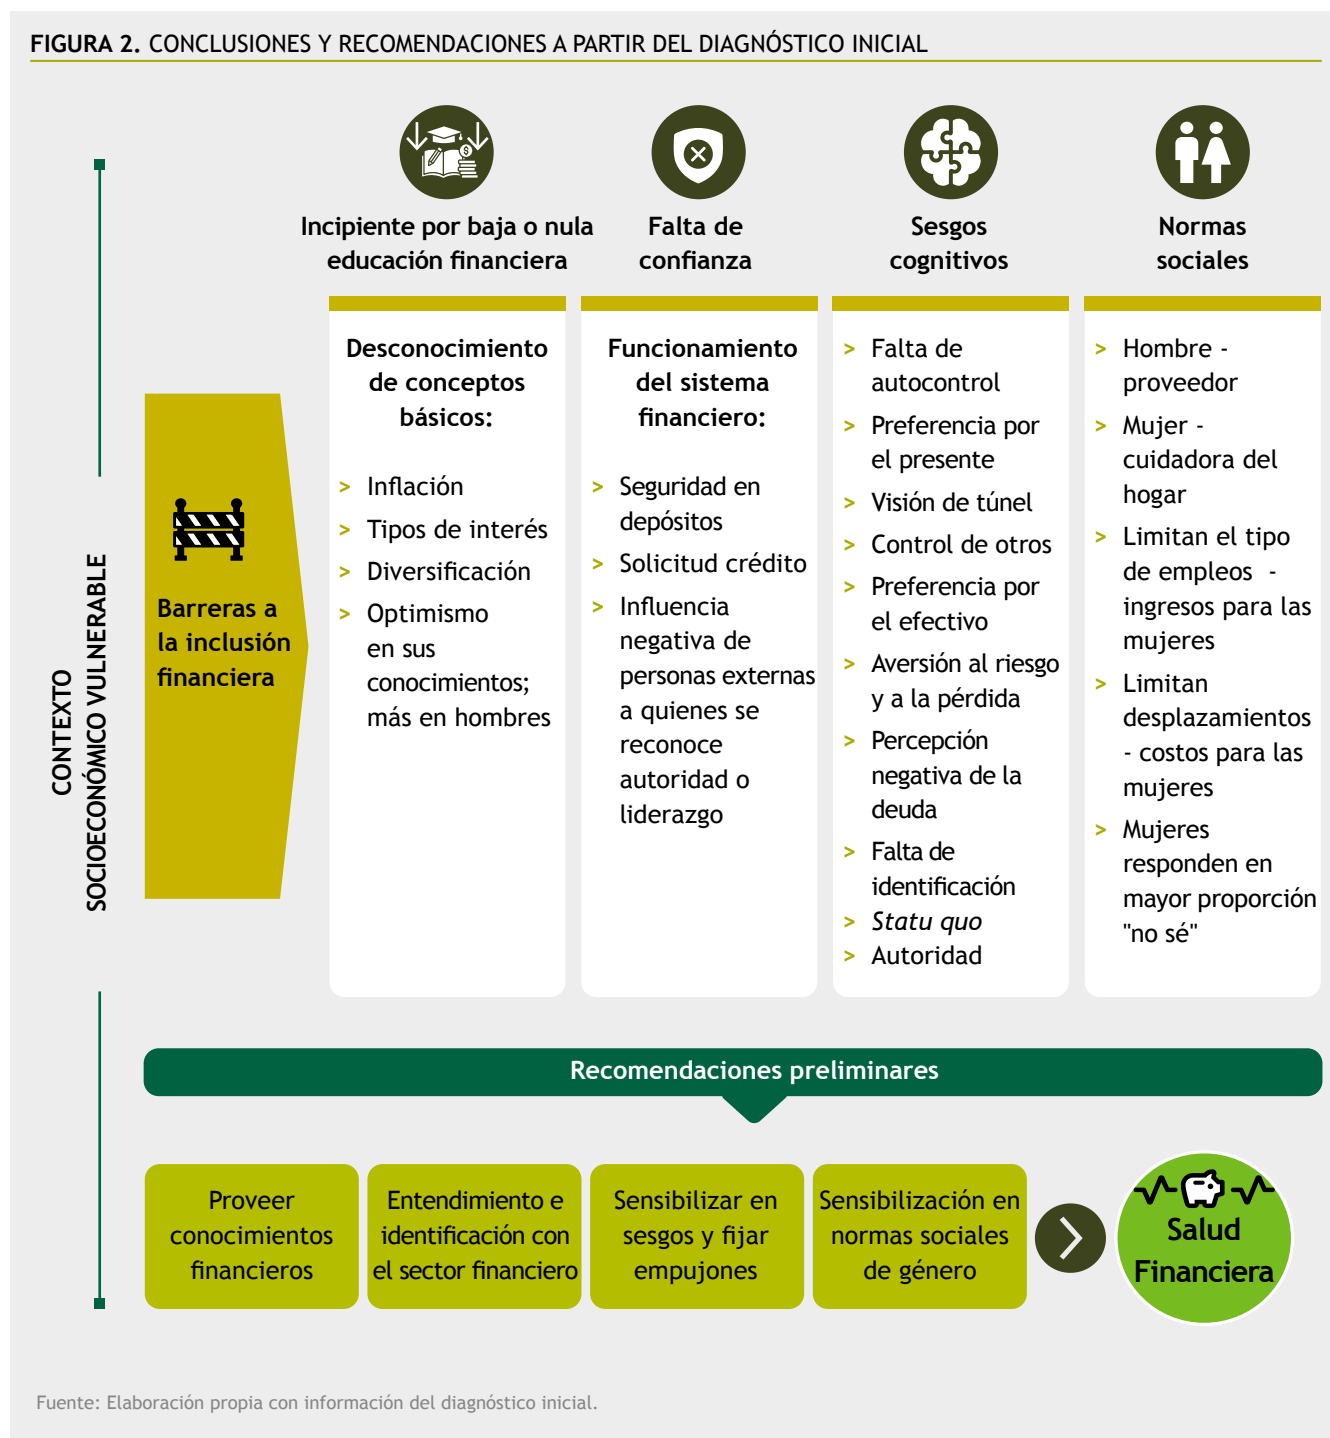 FIGURA 2. CONCLUSIONES Y RECOMENDACIONES A PARTIR DEL DIAGNÓSTICO INICIAL
CONTEXTO
SOCIOECONÓMICO VULNERABLE
Barreras a
la inclusión
financiera
Incipiente por baja o nula
educación financiera
Desconocimiento
de conceptos
básicos:
> Inflación
> Tipos de interés
> Diversificación
> Optimismo
en sus
conocimientos;
más en hombres
Falta de
confianza
Funcionamiento
del sistema
financiero:
> Seguridad en
depósitos
> Solicitud crédito
> Influencia
negativa de
personas externas
a quienes se
reconoce
autoridad o
liderazgo
Sesgos
cognitivos
> Falta de
autocontrol
> Preferencia por
el presente
> Visión de túnel
> Control de otros
> Preferencia por
el efectivo
> Aversión al riesgo
y a la pérdida
> Percepción
negativa de la
deuda
> Falta de
identificación
> Statu quo
> Autoridad
Normas
sociales
> Hombre -
proveedor
> Mujer -
cuidadora del
hogar
> Limitan el tipo
de empleos -
ingresos para las
mujeres
> Limitan
desplazamientos
- costos para las
mujeres
> Mujeres
responden en
mayor proporción
"no sé"
Recomendaciones preliminares
Proveer
conocimientos
financieros
Entendimiento e
identificación con
el sector financiero
Sensibilizar en
sesgos y fijar
empujones
Sensibilización en
normas sociales
de género
Salud
Financiera
Fuente: Elaboración propia con información del diagnóstico inicial.